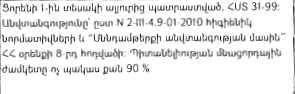 Ցորենի 1-ին տեսակի ալյուրից պատրաստված, ՀՍՏ 31-99:
Անվտանգությունը՝ ըստ N 2-III-4.9-01-2010 հիգիենիկ
նորմատիվների և "Սննդամթերքի անվտանգության մասին"
ՀՀ օրենքի 8-րդ հոդվածի: Պիտանելիության մնացորդային
ժամկետը ոչ պակաս քան 90 %